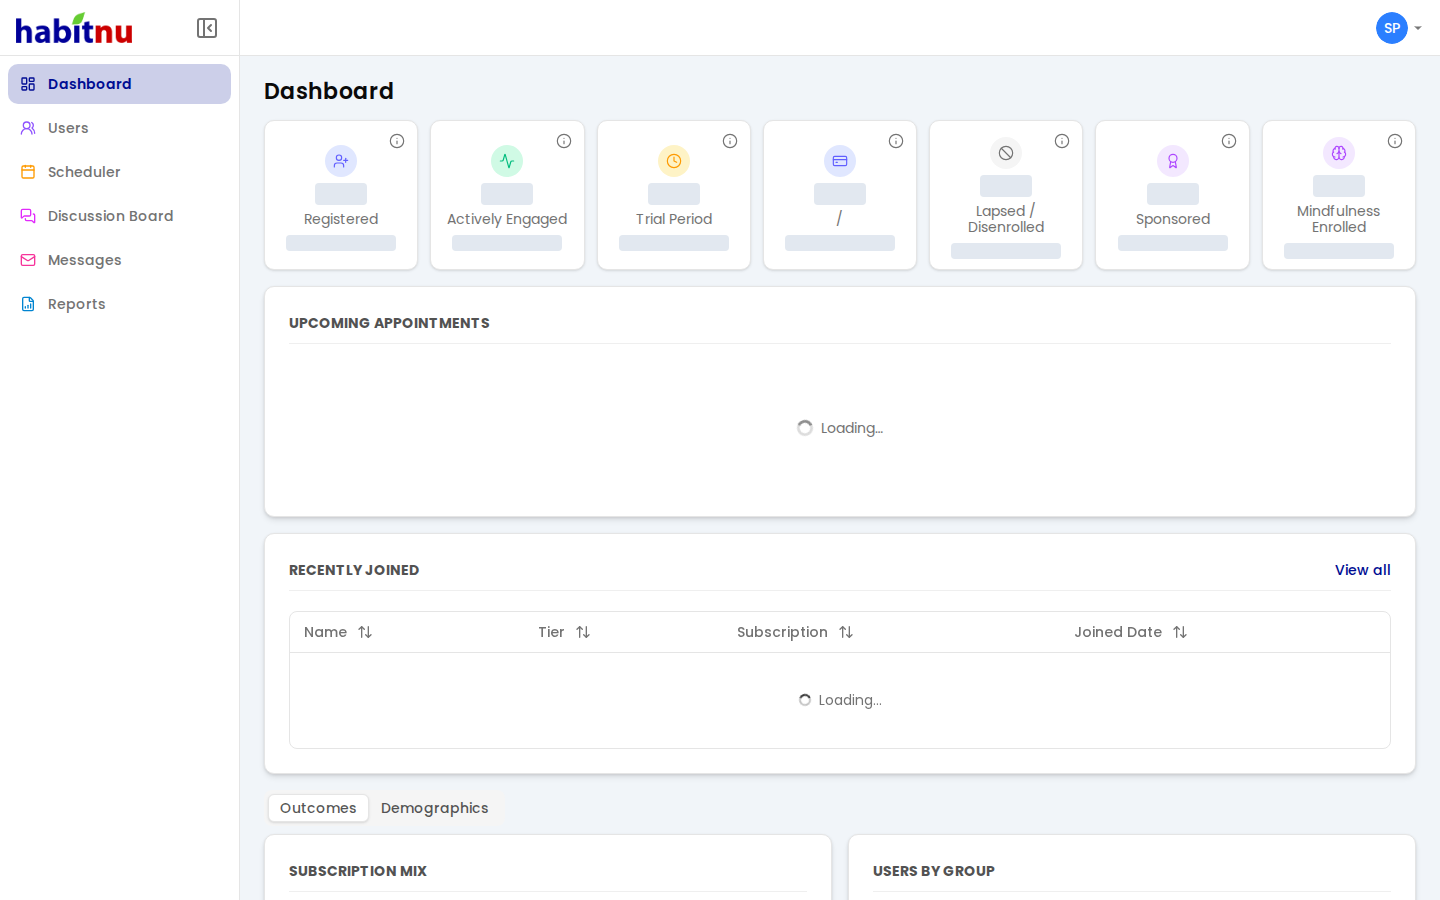 habitnu
SP
Dashboard
Users
Scheduler
Discussion Board
Messages
Reports
Dashboard
Registered
Actively Engaged
Trial Period
/
Lapsed /
Disenrolled
Sponsored
Mindfulness
Enrolled
UPCOMING APPOINTMENTS
Loading...
RECENTLY JOINED
View all
Name
Tier
Subscription
Joined Date
Loading...
Outcomes
Demographics
SUBSCRIPTION MIX
USERS BY GROUP